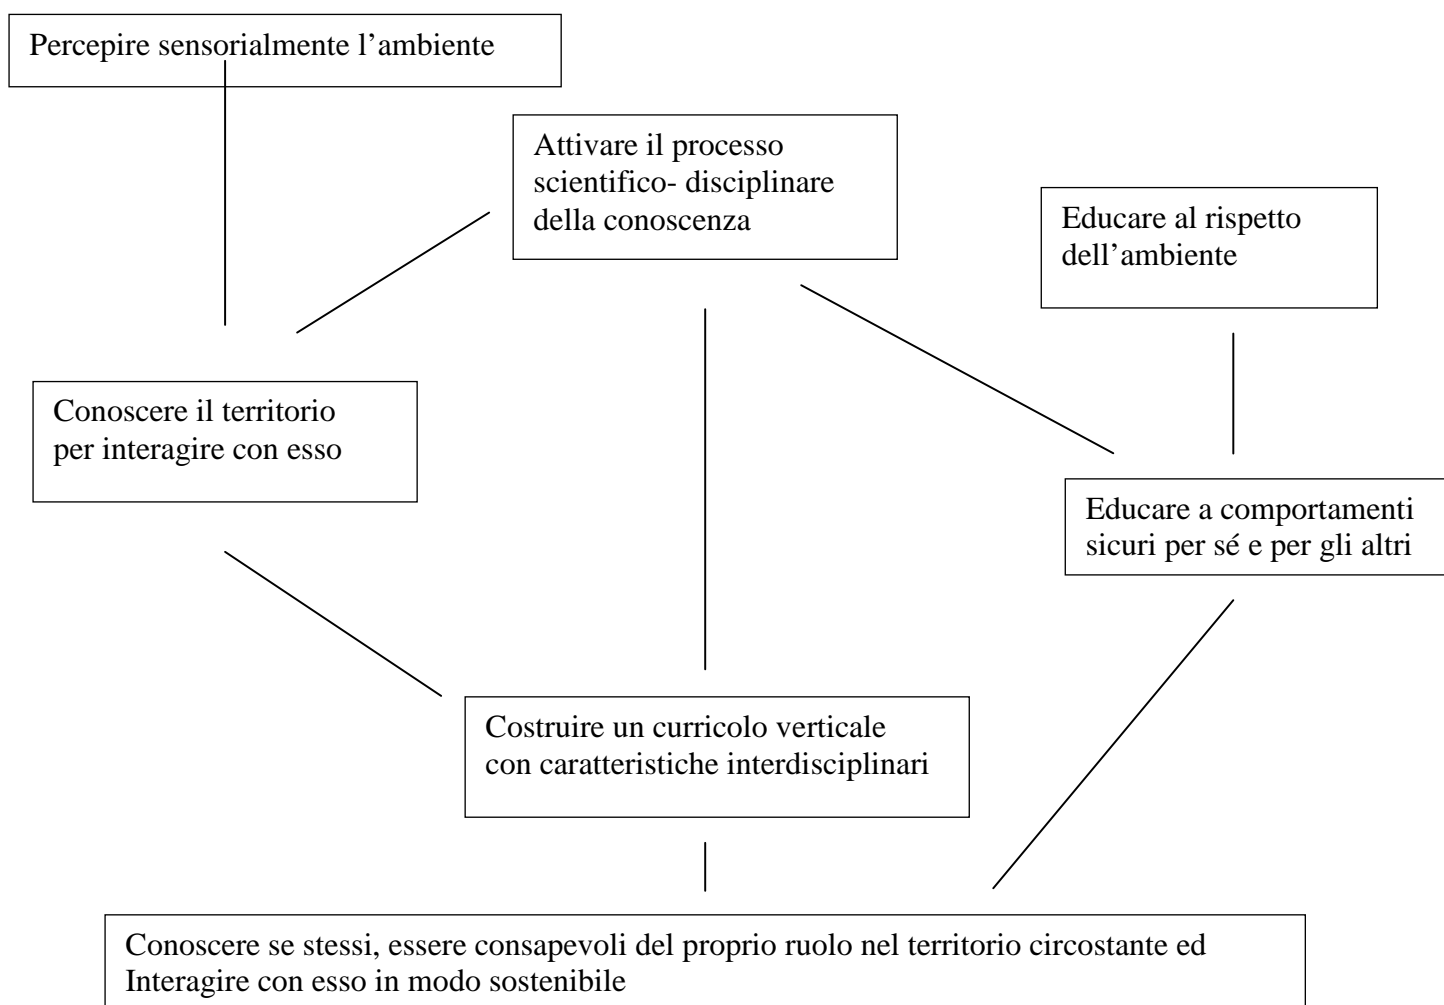 Percepire sensorialmente l’ambiente
Attivare il processo
scientifico- disciplinare
della conoscenza
Educare al rispetto
dell’ambiente
Conoscere il territorio
per interagire con esso
Educare a comportamenti
sicuri per sé e per gli altri
Costruire un curricolo verticale
con caratteristiche interdisciplinari
Conoscere se stessi, essere consapevoli del proprio ruolo nel territorio circostante ed
Interagire con esso in modo sostenibile